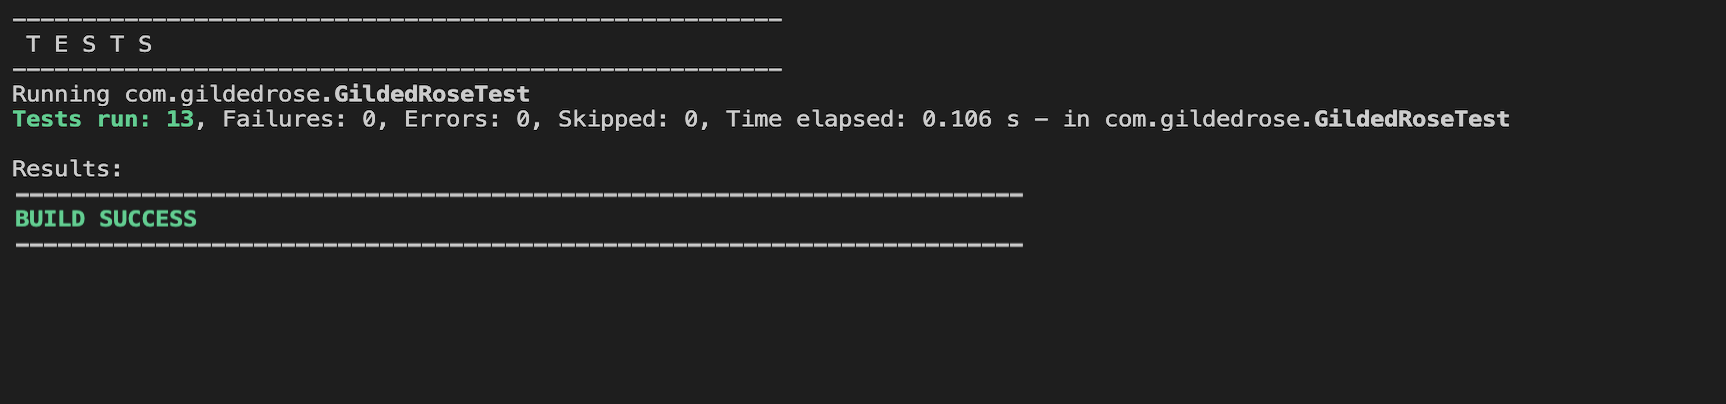 -------------------------------------------------------
 T E S T S
-------------------------------------------------------
Running com.gildedrose.GildedRoseTest
Tests run: 13, Failures: 0, Errors: 0, Skipped: 0, Time elapsed: 0.106 s – in com.gildedrose.GildedRoseTest

Results:
------------------------------------------------------------------------
BUILD SUCCESS
------------------------------------------------------------------------